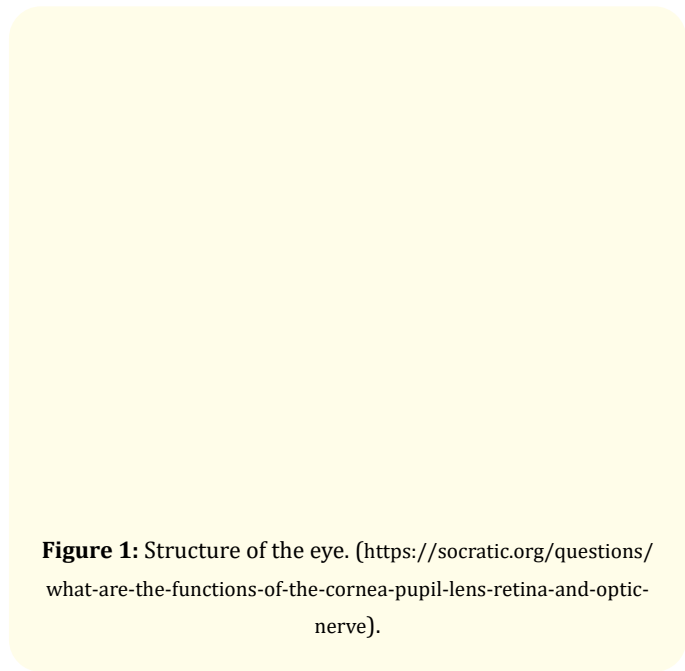 Figure 1: Structure of the eye. (https://socratic.org/questions/
what-are-the-functions-of-the-cornea-pupil-lens-retina-and-optic-
nerve).